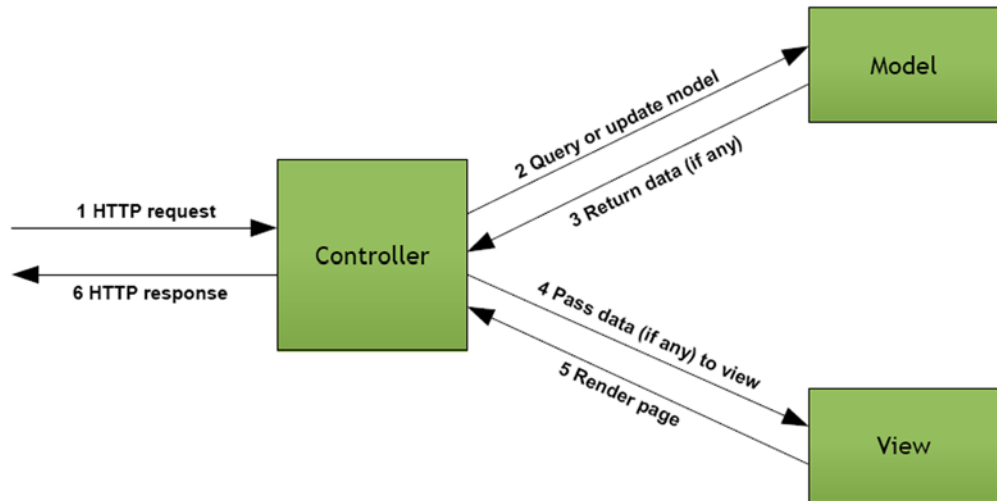 Model
2 Query or update model
3 Return data (if any)
1 HTTP request
Controller
6 HTTP response
4 Pass data (if any) to view
5 Render page
View